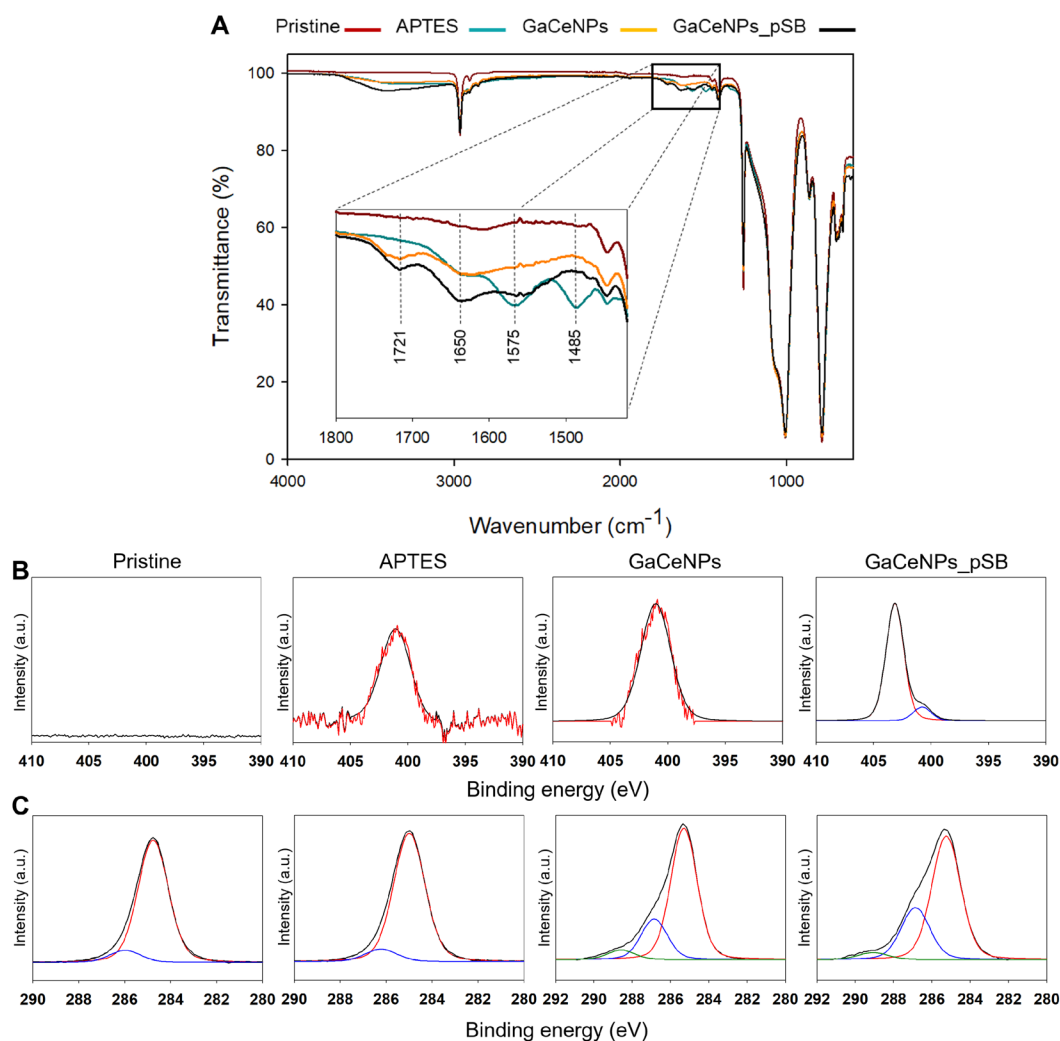 A
Pristine APTES GaCeNPs GaCeNPs_pSB
100
80
60
40
20
0
Transmittance (%)
1721
1650
1575
1485
1800 1700 1600 1500
4000 3000 2000 1000
Wavenumber (cm-1)
B
Pristine APTES GaCeNPs GaCeNPs_pSB
Intensity (a.u.) Intensity (a.u.) Intensity (a.u.) Intensity (a.u.)
410 405 400 395 390 410 405 400 395 390 410 405 400 395 390 410 405 400 395 390
Binding energy (eV)
C
Intensity (a.u.) Intensity (a.u.) Intensity (a.u.) Intensity (a.u.)
290 288 286 284 282 280 290 288 286 284 282 280 292 290 288 286 284 282 280 292 290 288 286 284 282 280
Binding energy (eV)